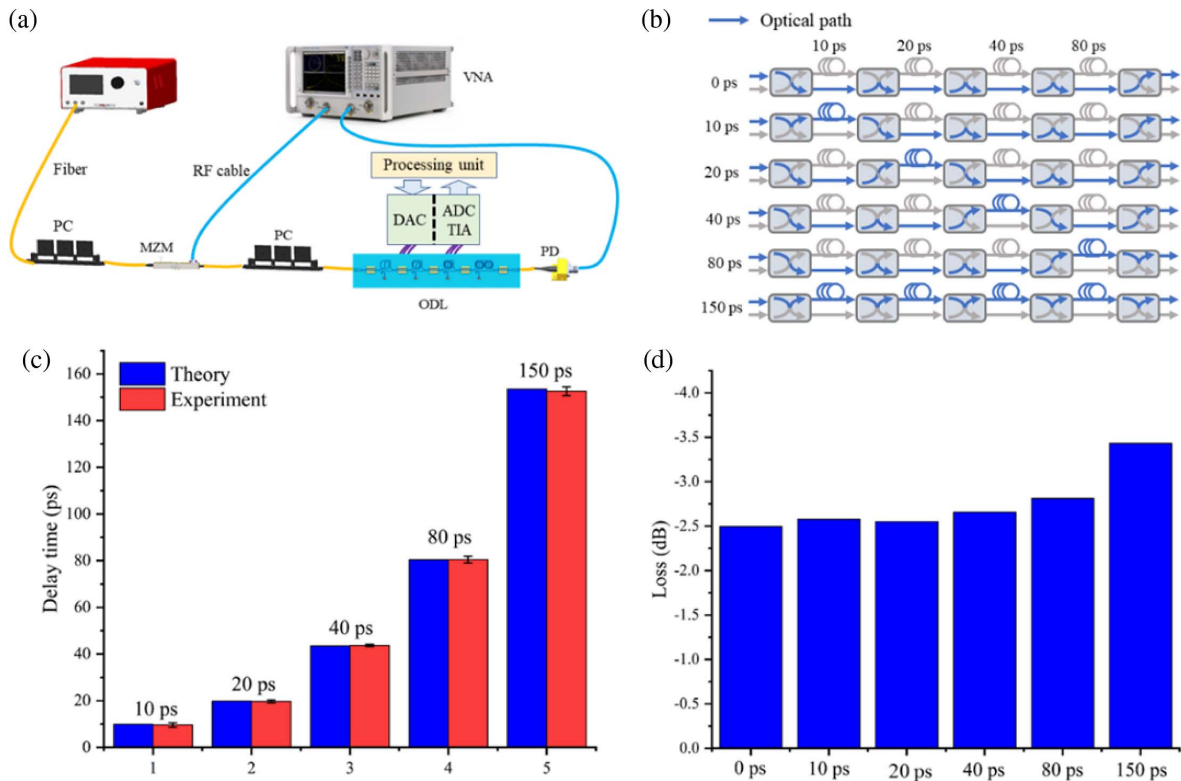 (a)
VNA
Fiber
RF cable
Processing unit
DAC
ADC
TIA
PC
MZM
PC
PD
ODL
(b)
Optical path
10 ps
20 ps
40 ps
80 ps
0 ps
10 ps
20 ps
40 ps
80 ps
150 ps
(c)
Theory
Experiment
Delay time (ps)
160
140
120
100
80
60
40
20
0
10 ps
20 ps
40 ps
80 ps
150 ps
1
2
3
4
5
(d)
Loss (dB)
-4.0
-3.5
-3.0
-2.5
-2.0
-1.5
-1.0
-0.5
0.0
0 ps
10 ps
20 ps
40 ps
80 ps
150 ps